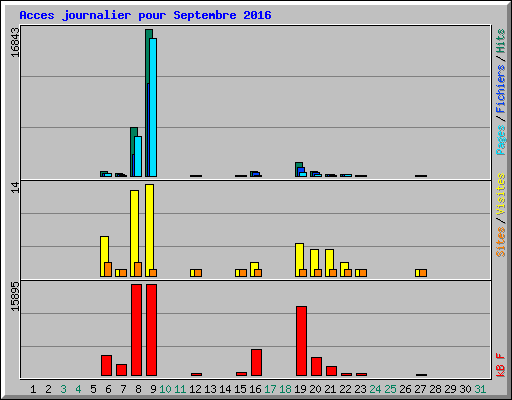 Acces journalier pour Septembre 2016
16843
14
15895
Pages / Fichiers / Hits
Sites / Visites
kB F
1 2 3 4 5 6 7 8 9 10 11 12 13 14 15 16 17 18 19 20 21 22 23 24 25 26 27 28 29 30 31